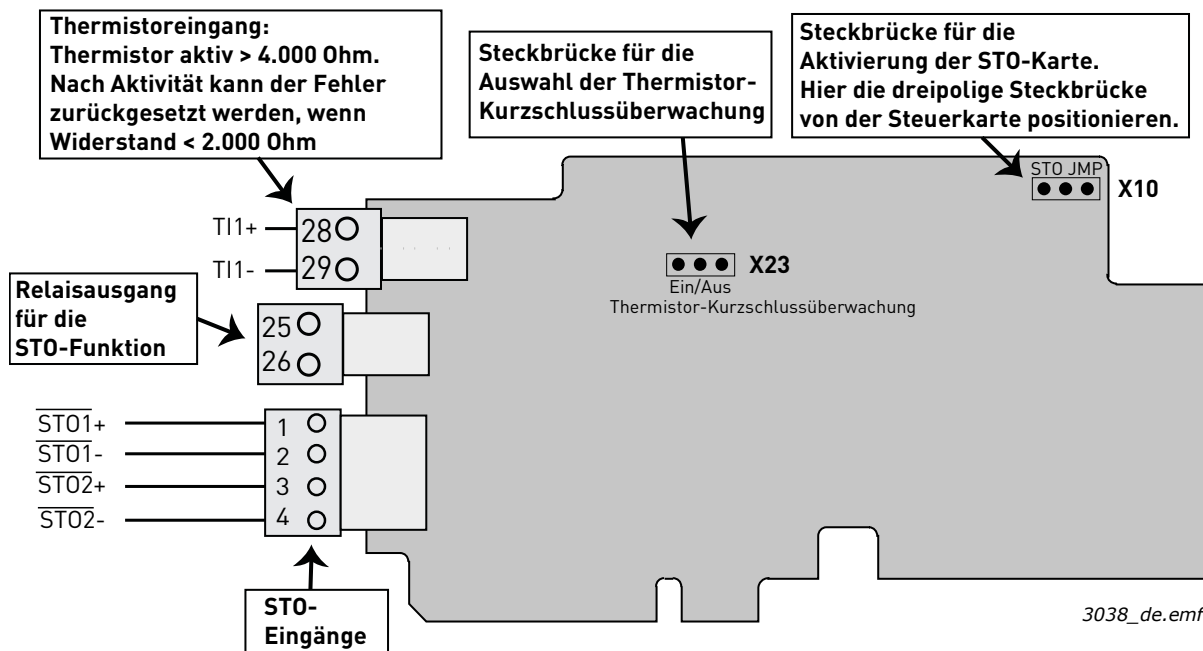 Thermistoreingang:
Thermistor aktiv > 4.000 Ohm.
Nach Aktivität kann der Fehler
zurückgesetzt werden, wenn
Widerstand < 2.000 Ohm
Steckbrücke für die
Auswahl der Thermistor-
Kurzschlussüberwachung
Steckbrücke für die
Aktivierung der STO-Karte.
Hier die dreipolige Steckbrücke
von der Steuerkarte positionieren.
STO JMP
X10
TI1+
28
TI1-
29
X23
Ein/Aus
Thermistor-Kurzschlussüberwachung
Relaisausgang
für die
STO-Funktion
25
26
STO1+
1
STO1-
2
STO2+
3
STO2-
4
STO-
Eingänge
3038_de.emf